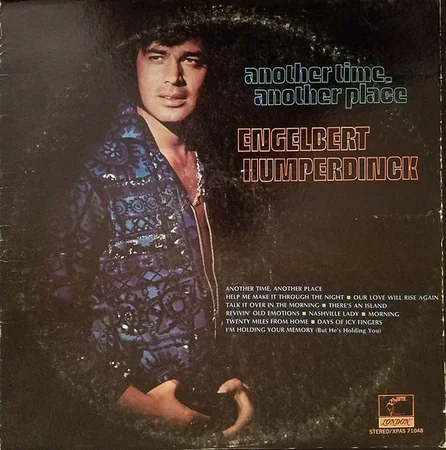 another time,
another place
ENGELBERT
HUMPERDINCK
ANOTHER TIME, ANOTHER PLACE
HELP ME MAKE IT THROUGH THE NIGHT ■ OUR LOVE WILL RISE AGAIN
TALK IT OVER IN THE MORNING ■ THERE'S AN ISLAND
REVIVIN' OLD EMOTIONS ■ NASHVILLE LADY ■ MORNING
TWENTY MILES FROM HOME ■ DAYS OF ICY FINGERS
I'M HOLDING YOUR MEMORY (But He's Holding You)
LONDON
STEREO/XPAS 71048